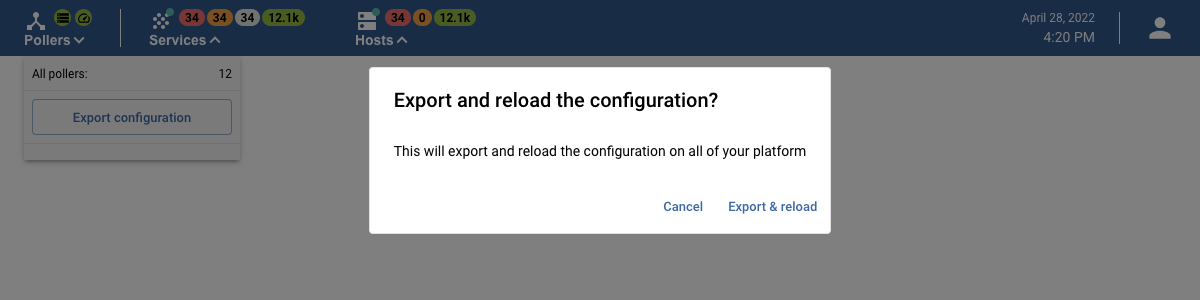 34 34 34 12.1k
34 0 12.1k
Pollers
Services
Hosts
April 28, 2022
4:20 PM
All pollers: 12
Export configuration
Export and reload the configuration?
This will export and reload the configuration on all of your platform
Cancel Export & reload